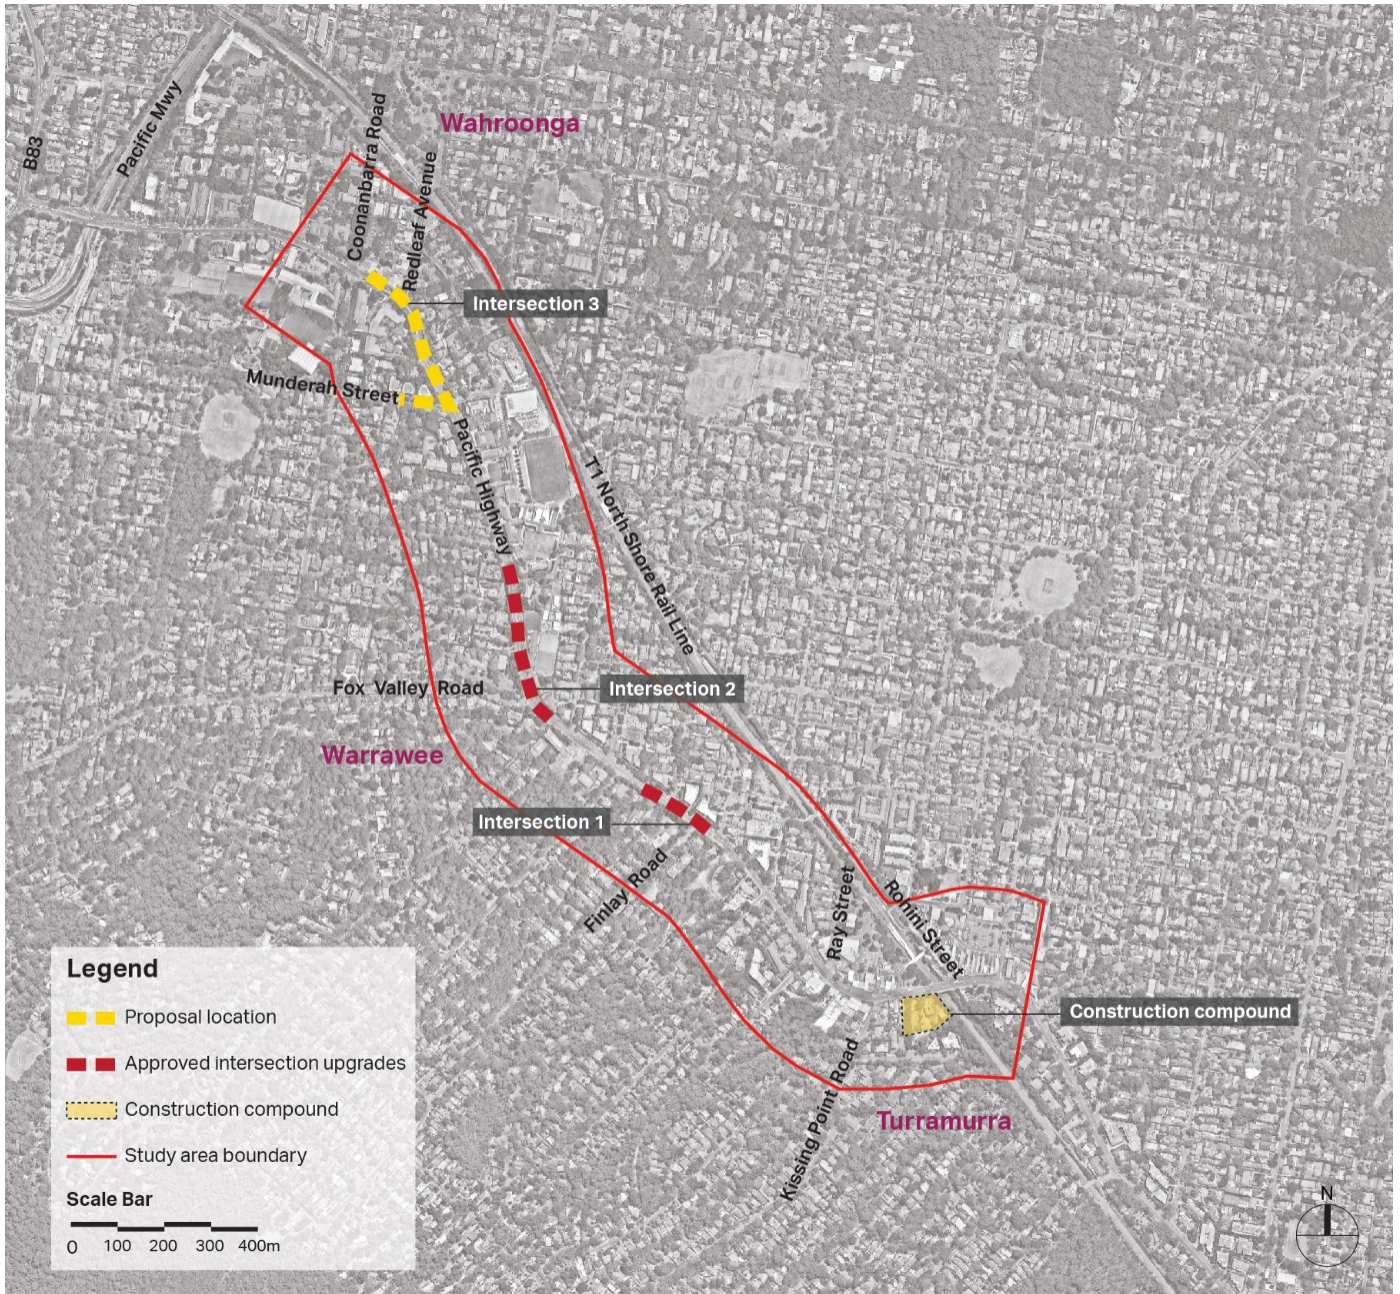 Wahroonga
Coonanbarra Road
Pacific Mwy
B83
Redleaf Avenue
Intersection 3
Munderah Street
Pacific Highway
T1 North Shore Rail Line
Fox Valley Road
Intersection 2
Warrawee
Intersection 1
Finlay Road
Ray Street
Rohini Street
Construction compound
Kissing Point Road
Turramurra
Legend
Proposal location
Approved intersection upgrades
Construction compound
Study area boundary
Scale Bar
0 100 200 300 400m
N